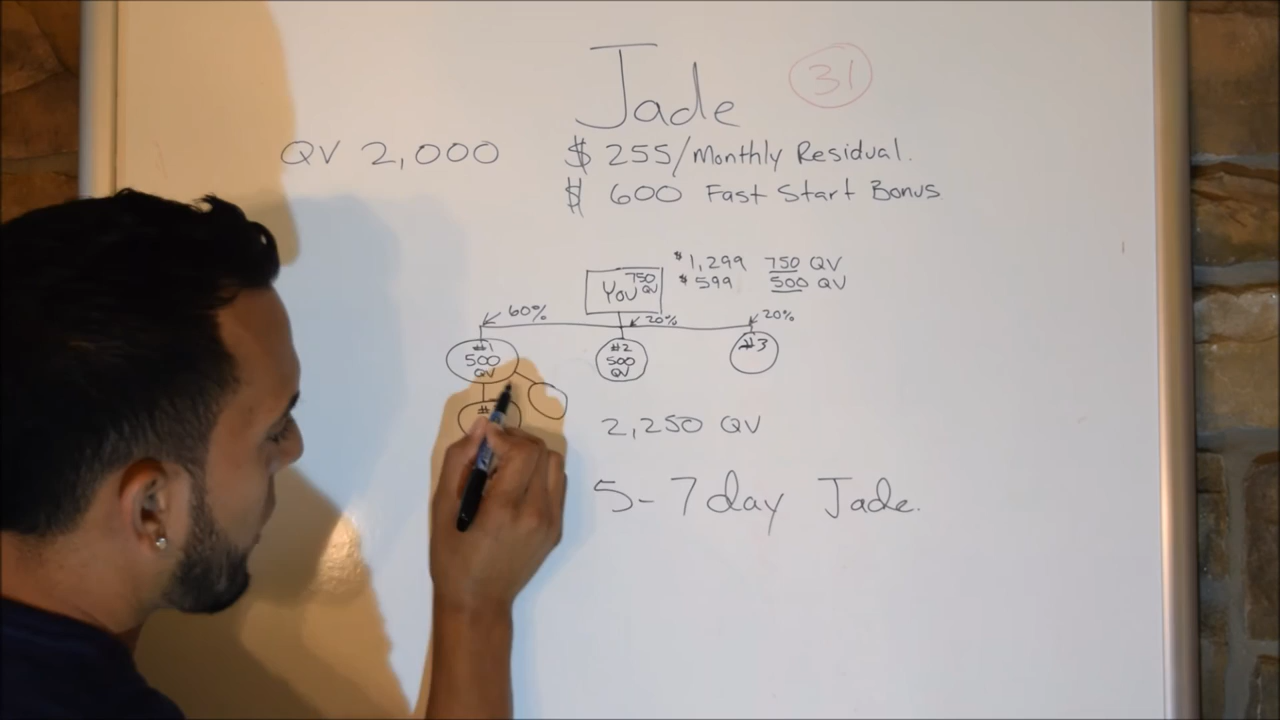 Jade 31
QV 2,000
$ 255/Monthly Residual.
$ 600 Fast Start Bonus
$1,299 750 QV
$599 500 QV
750
QV
You
60%
20%
20%
#1
500
QV
#2
500
QV
#3
#
2,250 QV
5-7 day Jade.